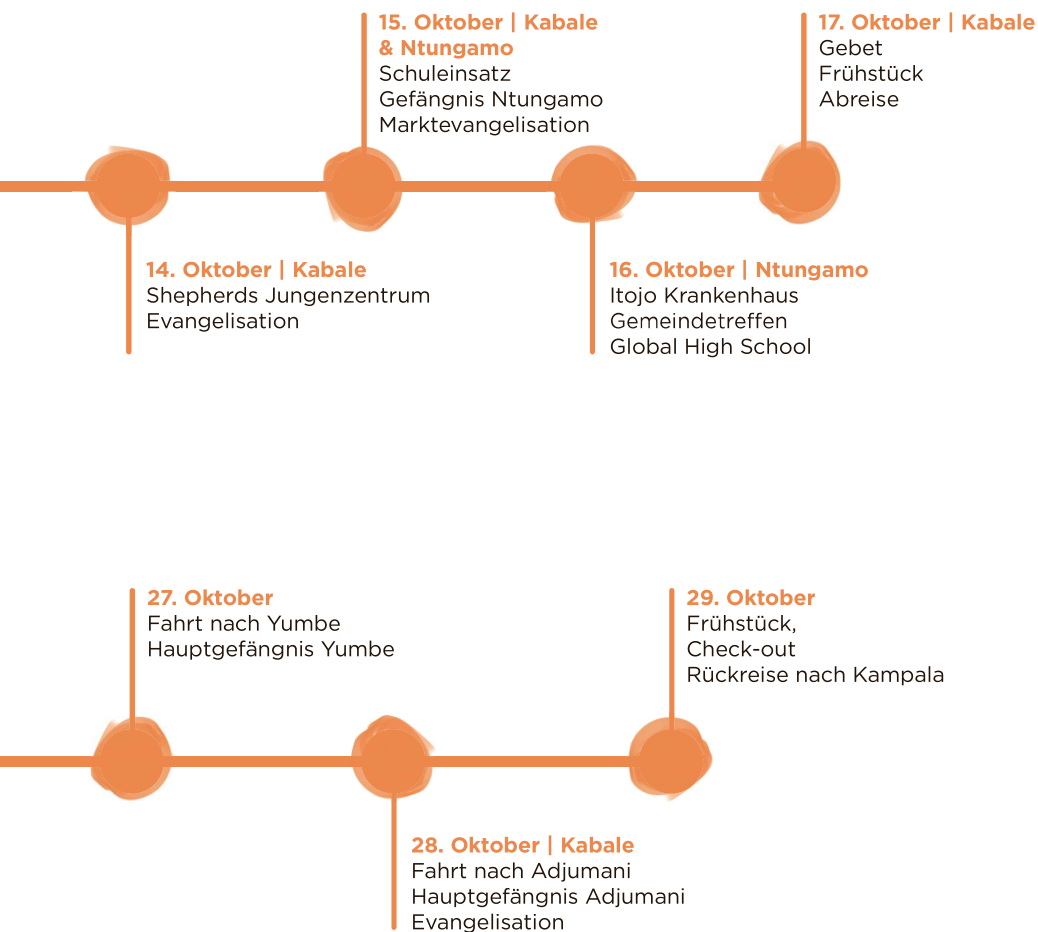 15. Oktober | Kabale
& Ntungamo
Schuleinsatz
Gefängnis Ntungamo
Marktevangelisation
17. Oktober | Kabale
Gebet
Frühstück
Abreise
14. Oktober | Kabale
Shepherds Jungenzentrum
Evangelisation
16. Oktober | Ntungamo
Itojo Krankenhaus
Gemeindetreffen
Global High School
27. Oktober
Fahrt nach Yumbe
Hauptgefängnis Yumbe
29. Oktober
Frühstück,
Check-out
Rückreise nach Kampala
28. Oktober | Kabale
Fahrt nach Adjumani
Hauptgefängnis Adjumani
Evangelisation